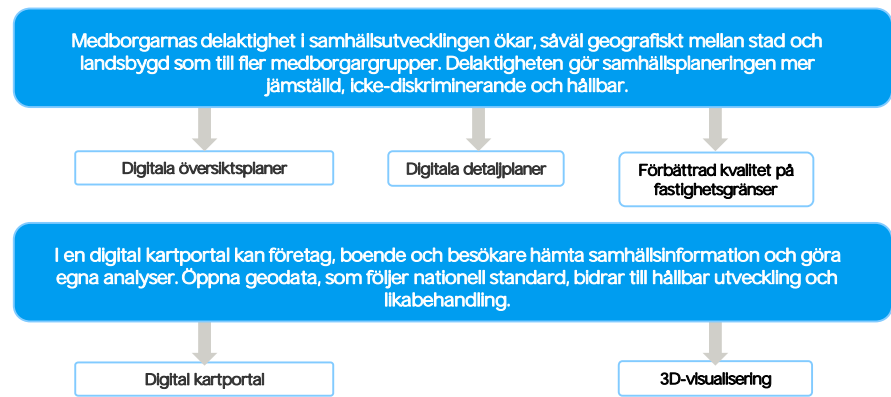 Medborgarnas delaktighet i samhällsutvecklingen ökar, såväl geografiskt mellan stad och
landsbygd som till fler medborgargrupper. Delaktigheten gör samhällsplaneringen mer
jämställd, icke-diskriminerande och hållbar.
Digitala översiktsplaner
Digitala detaljplaner
Förbättrad kvalitet på
fastighetsgränser
I en digital kartportal kan företag, boende och besökare hämta samhällsinformation och göra
egna analyser. Öppna geodata, som följer nationell standard, bidrar till hållbar utveckling och
likabehandling.
Digital kartportal
3D-visualisering